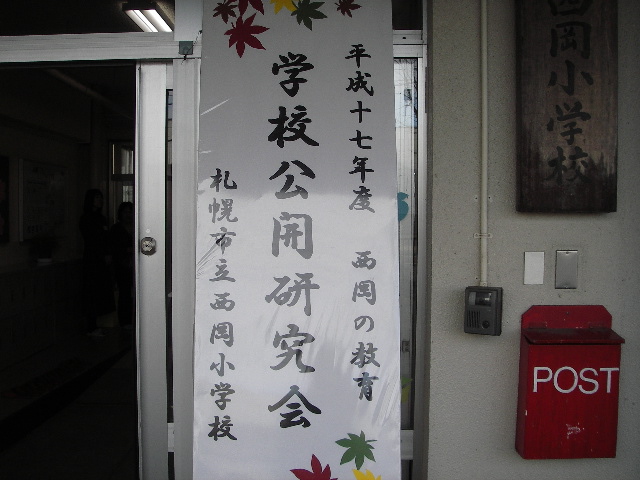 平成十七年度 西岡の教育
学校公開研究会
札幌市立西岡小学校
西岡小学校
POST